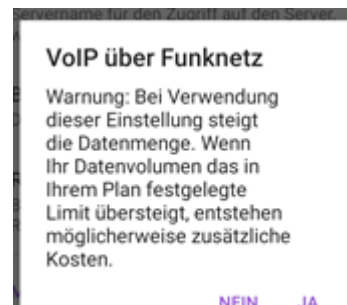 Servername für den Zugriff auf den Server.
VoIP über Funknetz
Warnung: Bei Verwendung
dieser Einstellung steigt
die Datenmenge. Wenn
Ihr Datenvolumen das in
Ihrem Plan festgelegte
Limit übersteigt, entstehen
möglicherweise zusätzliche
Kosten.
NEIN JA